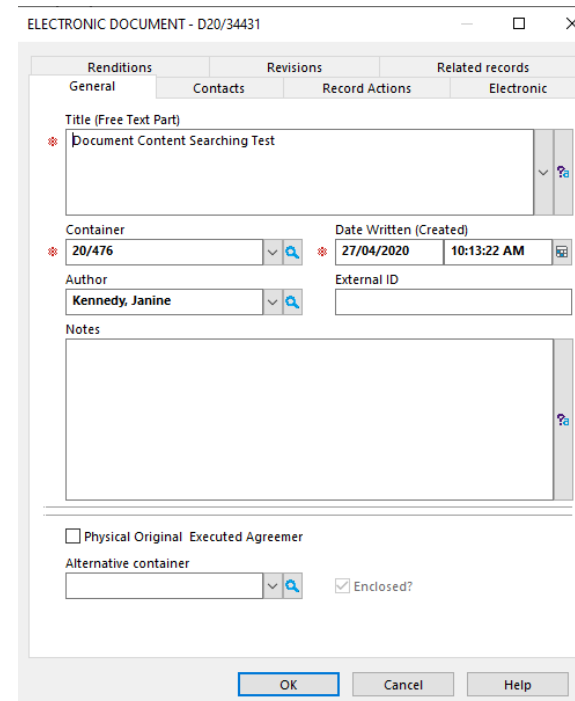 ELECTRONIC DOCUMENT - D20/34431
Renditions Revisions Related records
General Contacts Record Actions Electronic
Title (Free Text Part)
Document Content Searching Test
Container Date Written (Created)
20/476 27/04/2020 10:13:22 AM
Author External ID
Kennedy, Janine
Notes
Physical Original Executed Agreemer
Alternative container
Enclosed?
OK Cancel Help